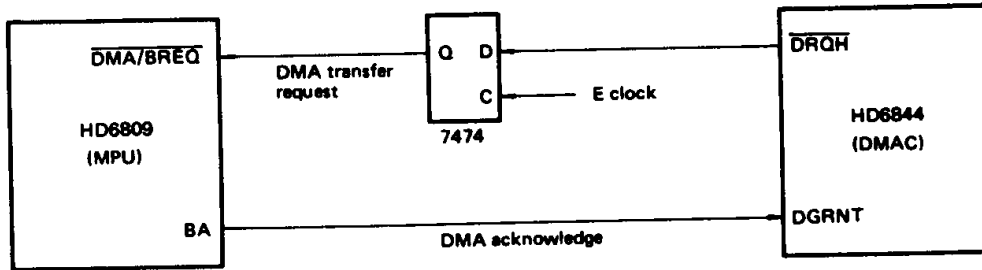 DMA/BREQ
Q
D
DRQH
DMA transfer
request
C
E clock
7474
HD6809
(MPU)
HD6844
(DMAC)
BA
DMA acknowledge
DGRNT